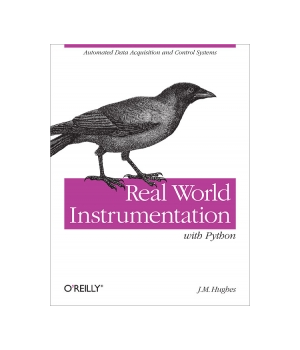 Automated Data Acquisition and Control Systems
Real World
Instrumentation
with Python
O'REILLY®
J.M. Hughes